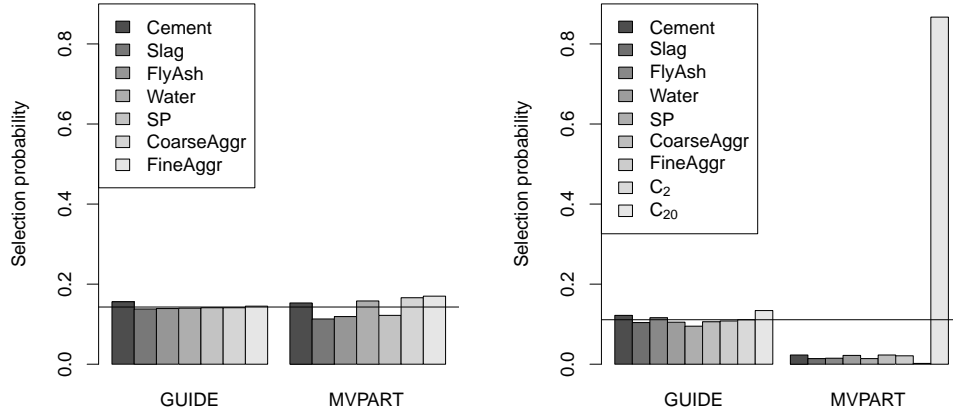 Selection probability
0.0
0.2
0.4
0.6
0.8
Cement
Slag
FlyAsh
Water
SP
CoarseAggr
FineAggr
GUIDE
MVPART
Selection probability
0.0
0.2
0.4
0.6
0.8
Cement
Slag
FlyAsh
Water
SP
CoarseAggr
FineAggr
C₂
C₂₀
GUIDE
MVPART